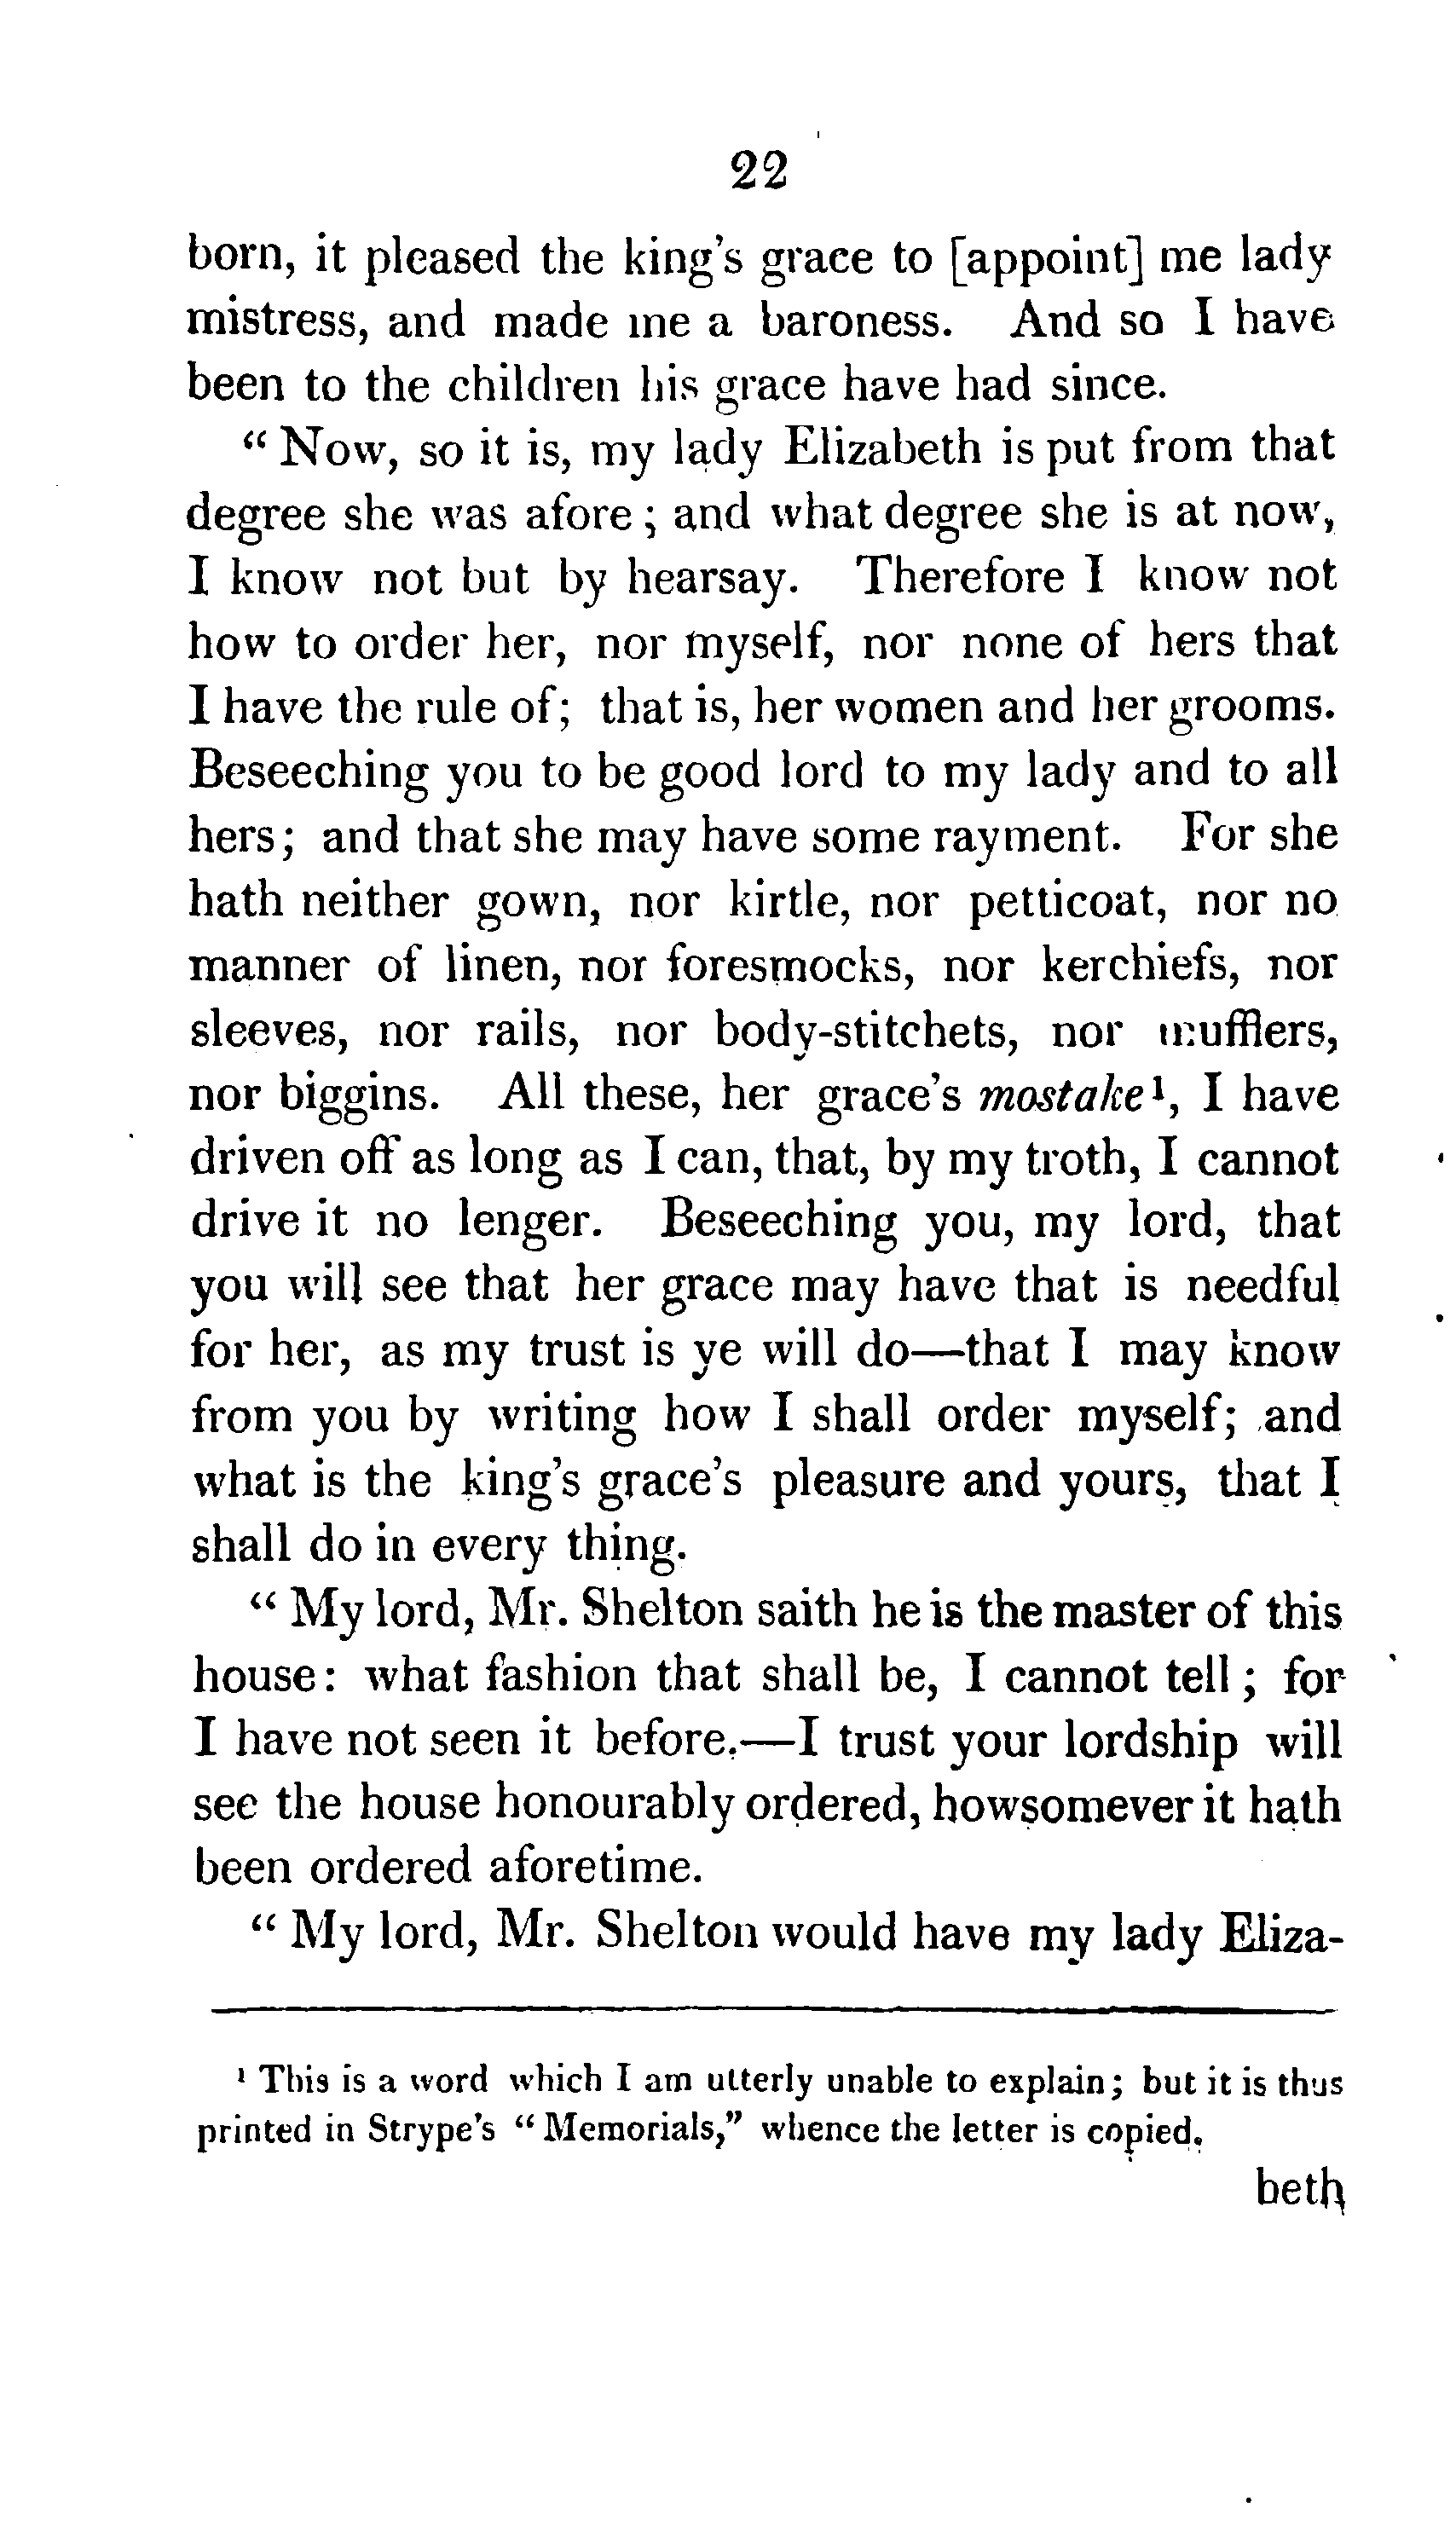 22
born, it pleased the king's grace to [appoint] me lady
mistress, and made me a baroness. And so I have
been to the children his grace have had since.
“Now, so it is, my lady Elizabeth is put from that
degree she was afore; and what degree she is at now,
I know not but by hearsay. Therefore I know not
how to order her, nor myself, nor none of hers that
I have the rule of; that is, her women and her grooms.
Beseeching you to be good lord to my lady and to all
hers; and that she may have some rayment. For she
hath neither gown, nor kirtle, nor petticoat, nor no
manner of linen, nor foresmocks, nor kerchiefs, nor
sleeves, nor rails, nor body-stitchets, nor mufflers,
nor biggins. All these, her grace's mostake¹, I have
driven off as long as I can, that, by my troth, I cannot
drive it no lenger. Beseeching you, my lord, that
you will see that her grace may have that is needful
for her, as my trust is ye will do—that I may know
from you by writing how I shall order myself; and
what is the king's grace's pleasure and yours, that I
shall do in every thing.
“My lord, Mr. Shelton saith he is the master of this
house: what fashion that shall be, I cannot tell; for
I have not seen it before.—I trust your lordship will
see the house honourably ordered, howsomever it hath
been ordered aforetime.
“My lord, Mr. Shelton would have my lady Eliza-
¹ This is a word which I am utterly unable to explain; but it is thus
printed in Strype's “Memorials,” whence the letter is copied.
beth